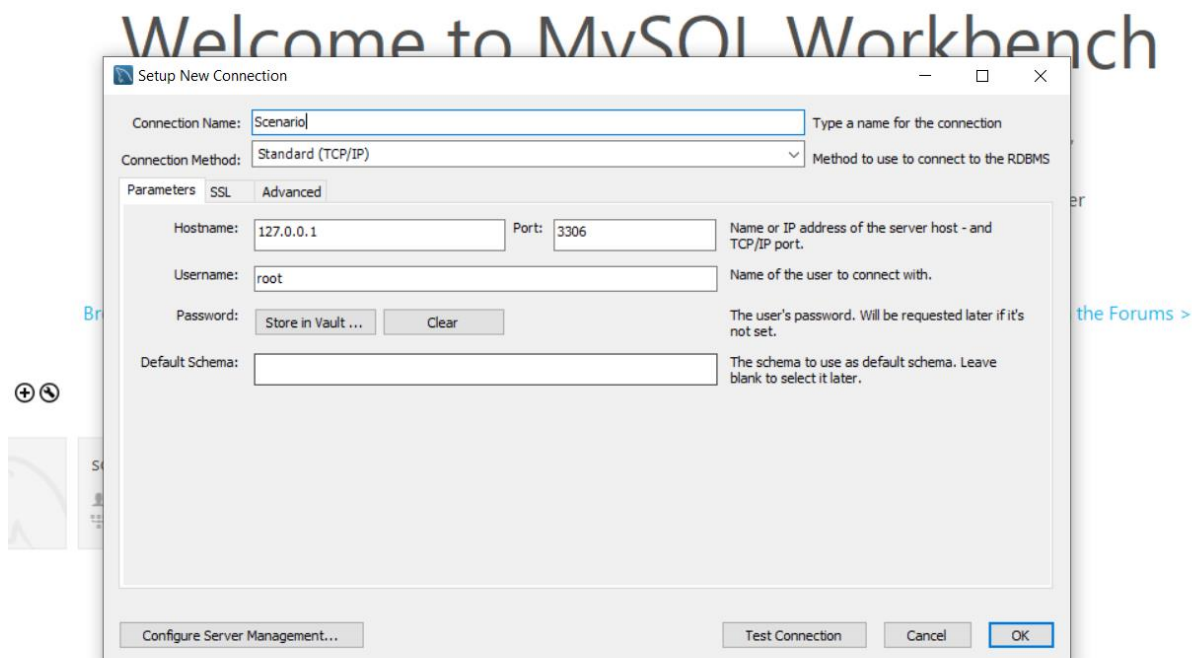 Welcome to MySQL Workbench
Setup New Connection
Connection Name: Scenario Type a name for the connection
Connection Method: Standard (TCP/IP) Method to use to connect to the RDBMS
Parameters SSL Advanced
Hostname: 127.0.0.1 Port: 3306 Name or IP address of the server host - and
TCP/IP port.
Username: root Name of the user to connect with.
Password: Store in Vault ... Clear The user's password. Will be requested later if it's
not set.
Default Schema: The schema to use as default schema. Leave
blank to select it later.
er
Br
the Forums >
Configure Server Management... Test Connection Cancel OK